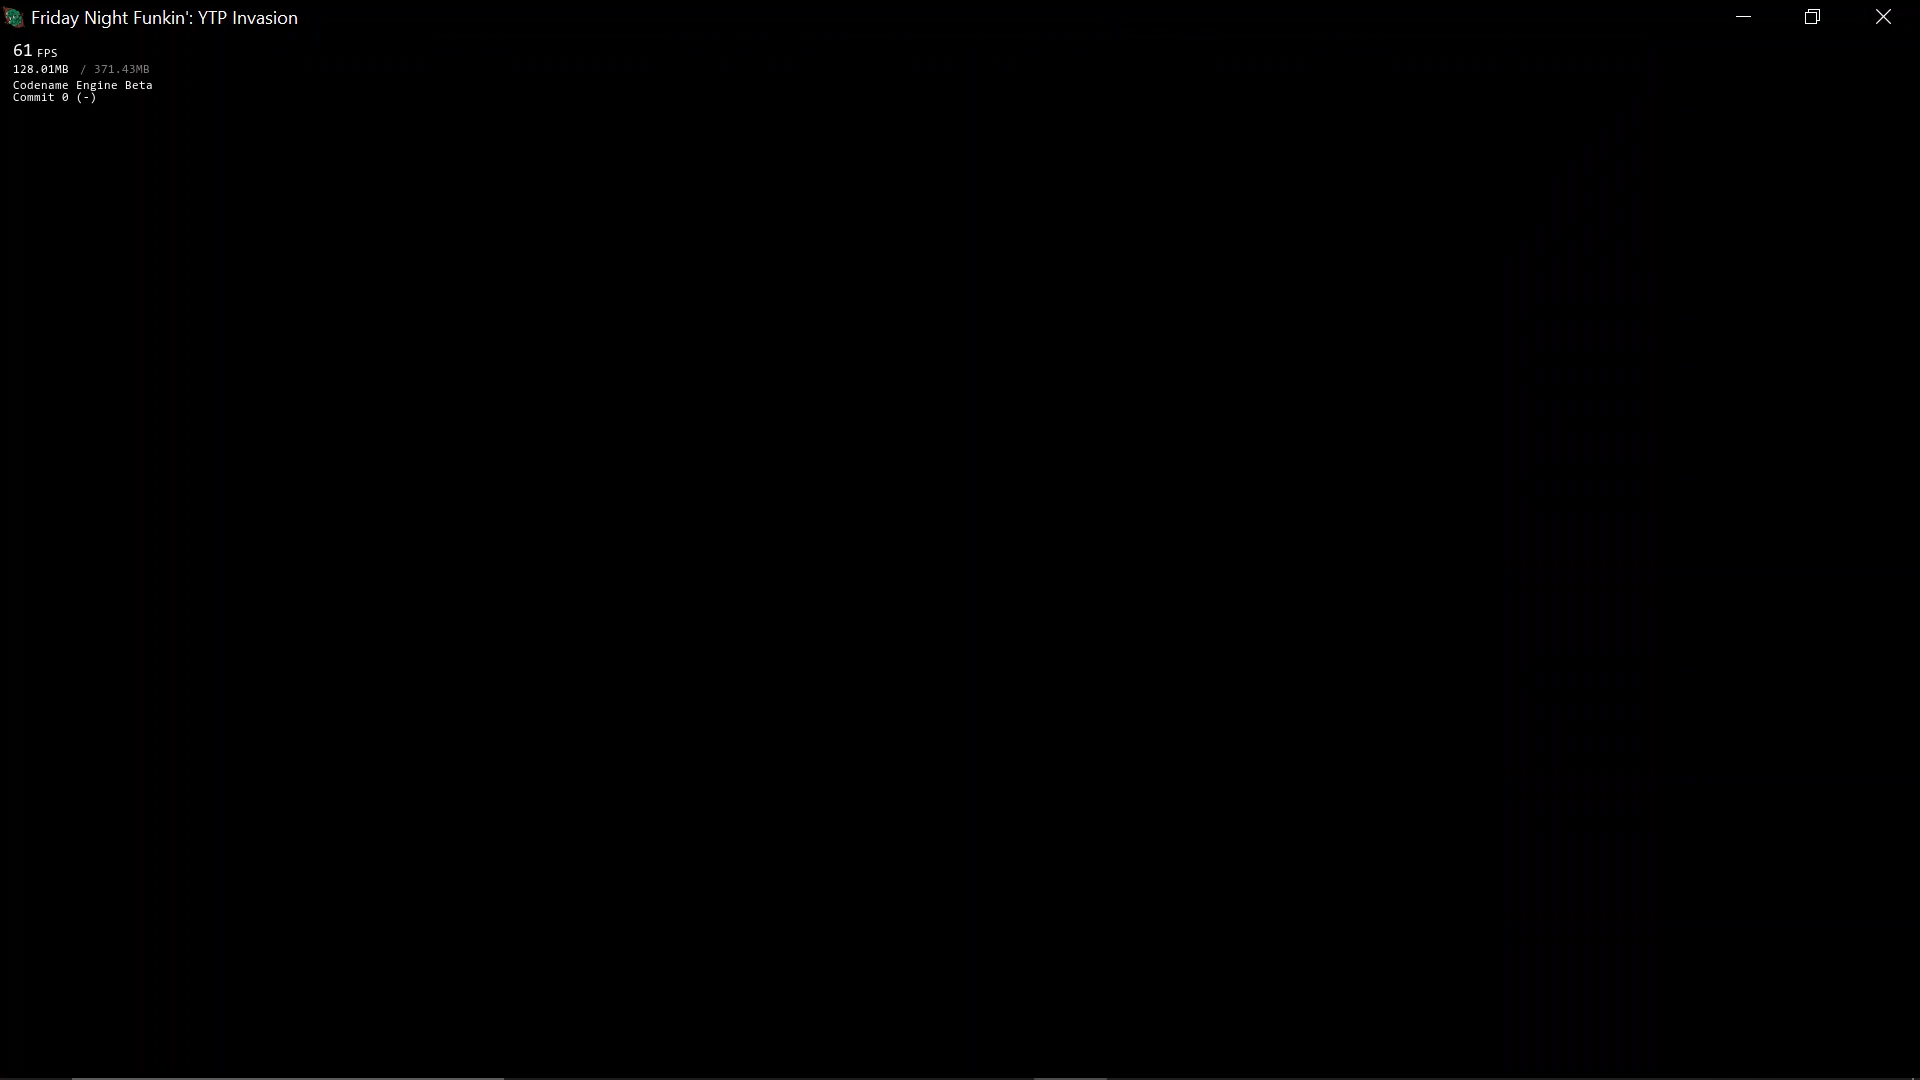 Friday Night Funkin': YTP Invasion
61 FPS
128.01MB / 371.43MB
Codename Engine Beta
Commit 0 (-)